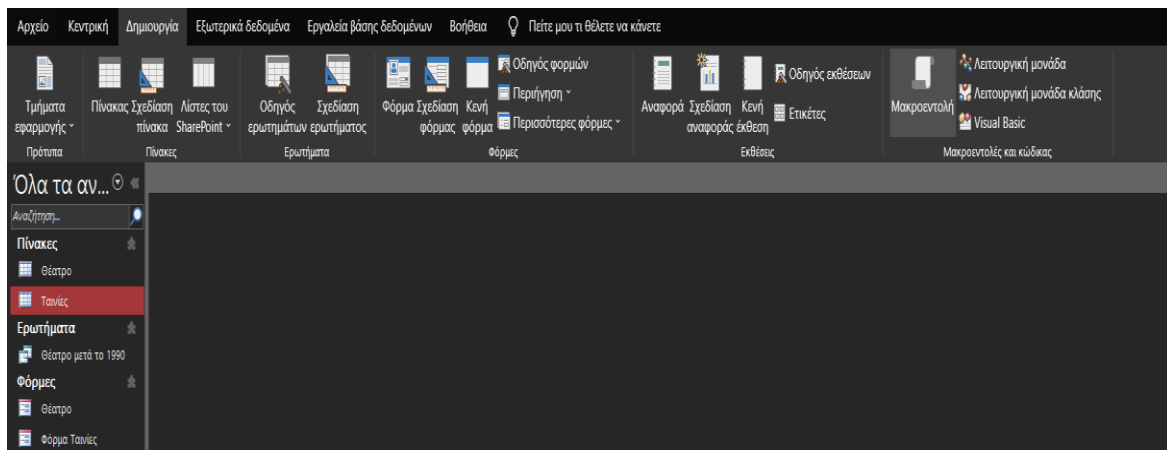 Αρχείο Κεντρική Δημιουργία Εξωτερικά δεδομένα Εργαλεία βάσης δεδομένων Βοήθεια Πείτε μου τι θέλετε να κάνετε
Τμήματα εφαρμογής
Πρότυπα
Πίνακας
Σχεδίαση πίνακα
Λίστες του SharePoint
Πίνακες
Οδηγός ερωτημάτων
Σχεδίαση ερωτήματος
Ερωτήματα
Φόρμα
Σχεδίαση φόρμας
Κενή φόρμα
Οδηγός φορμών
Περιήγηση
Περισσότερες φόρμες
Φόρμες
Αναφορά
Σχεδίαση αναφοράς
Κενή έκθεση
Οδηγός εκθέσεων
Ετικέτες
Εκθέσεις
Μακροεντολή
Λειτουργική μονάδα
Λειτουργική μονάδα κλάσης
Visual Basic
Μακροεντολές και κώδικας
Όλα τα αν...
Αναζήτηση...
Πίνακες
Θέατρο
Ταινίες
Ερωτήματα
Θέατρο μετά το 1990
Φόρμες
Θέατρο
Φόρμα Ταινίες